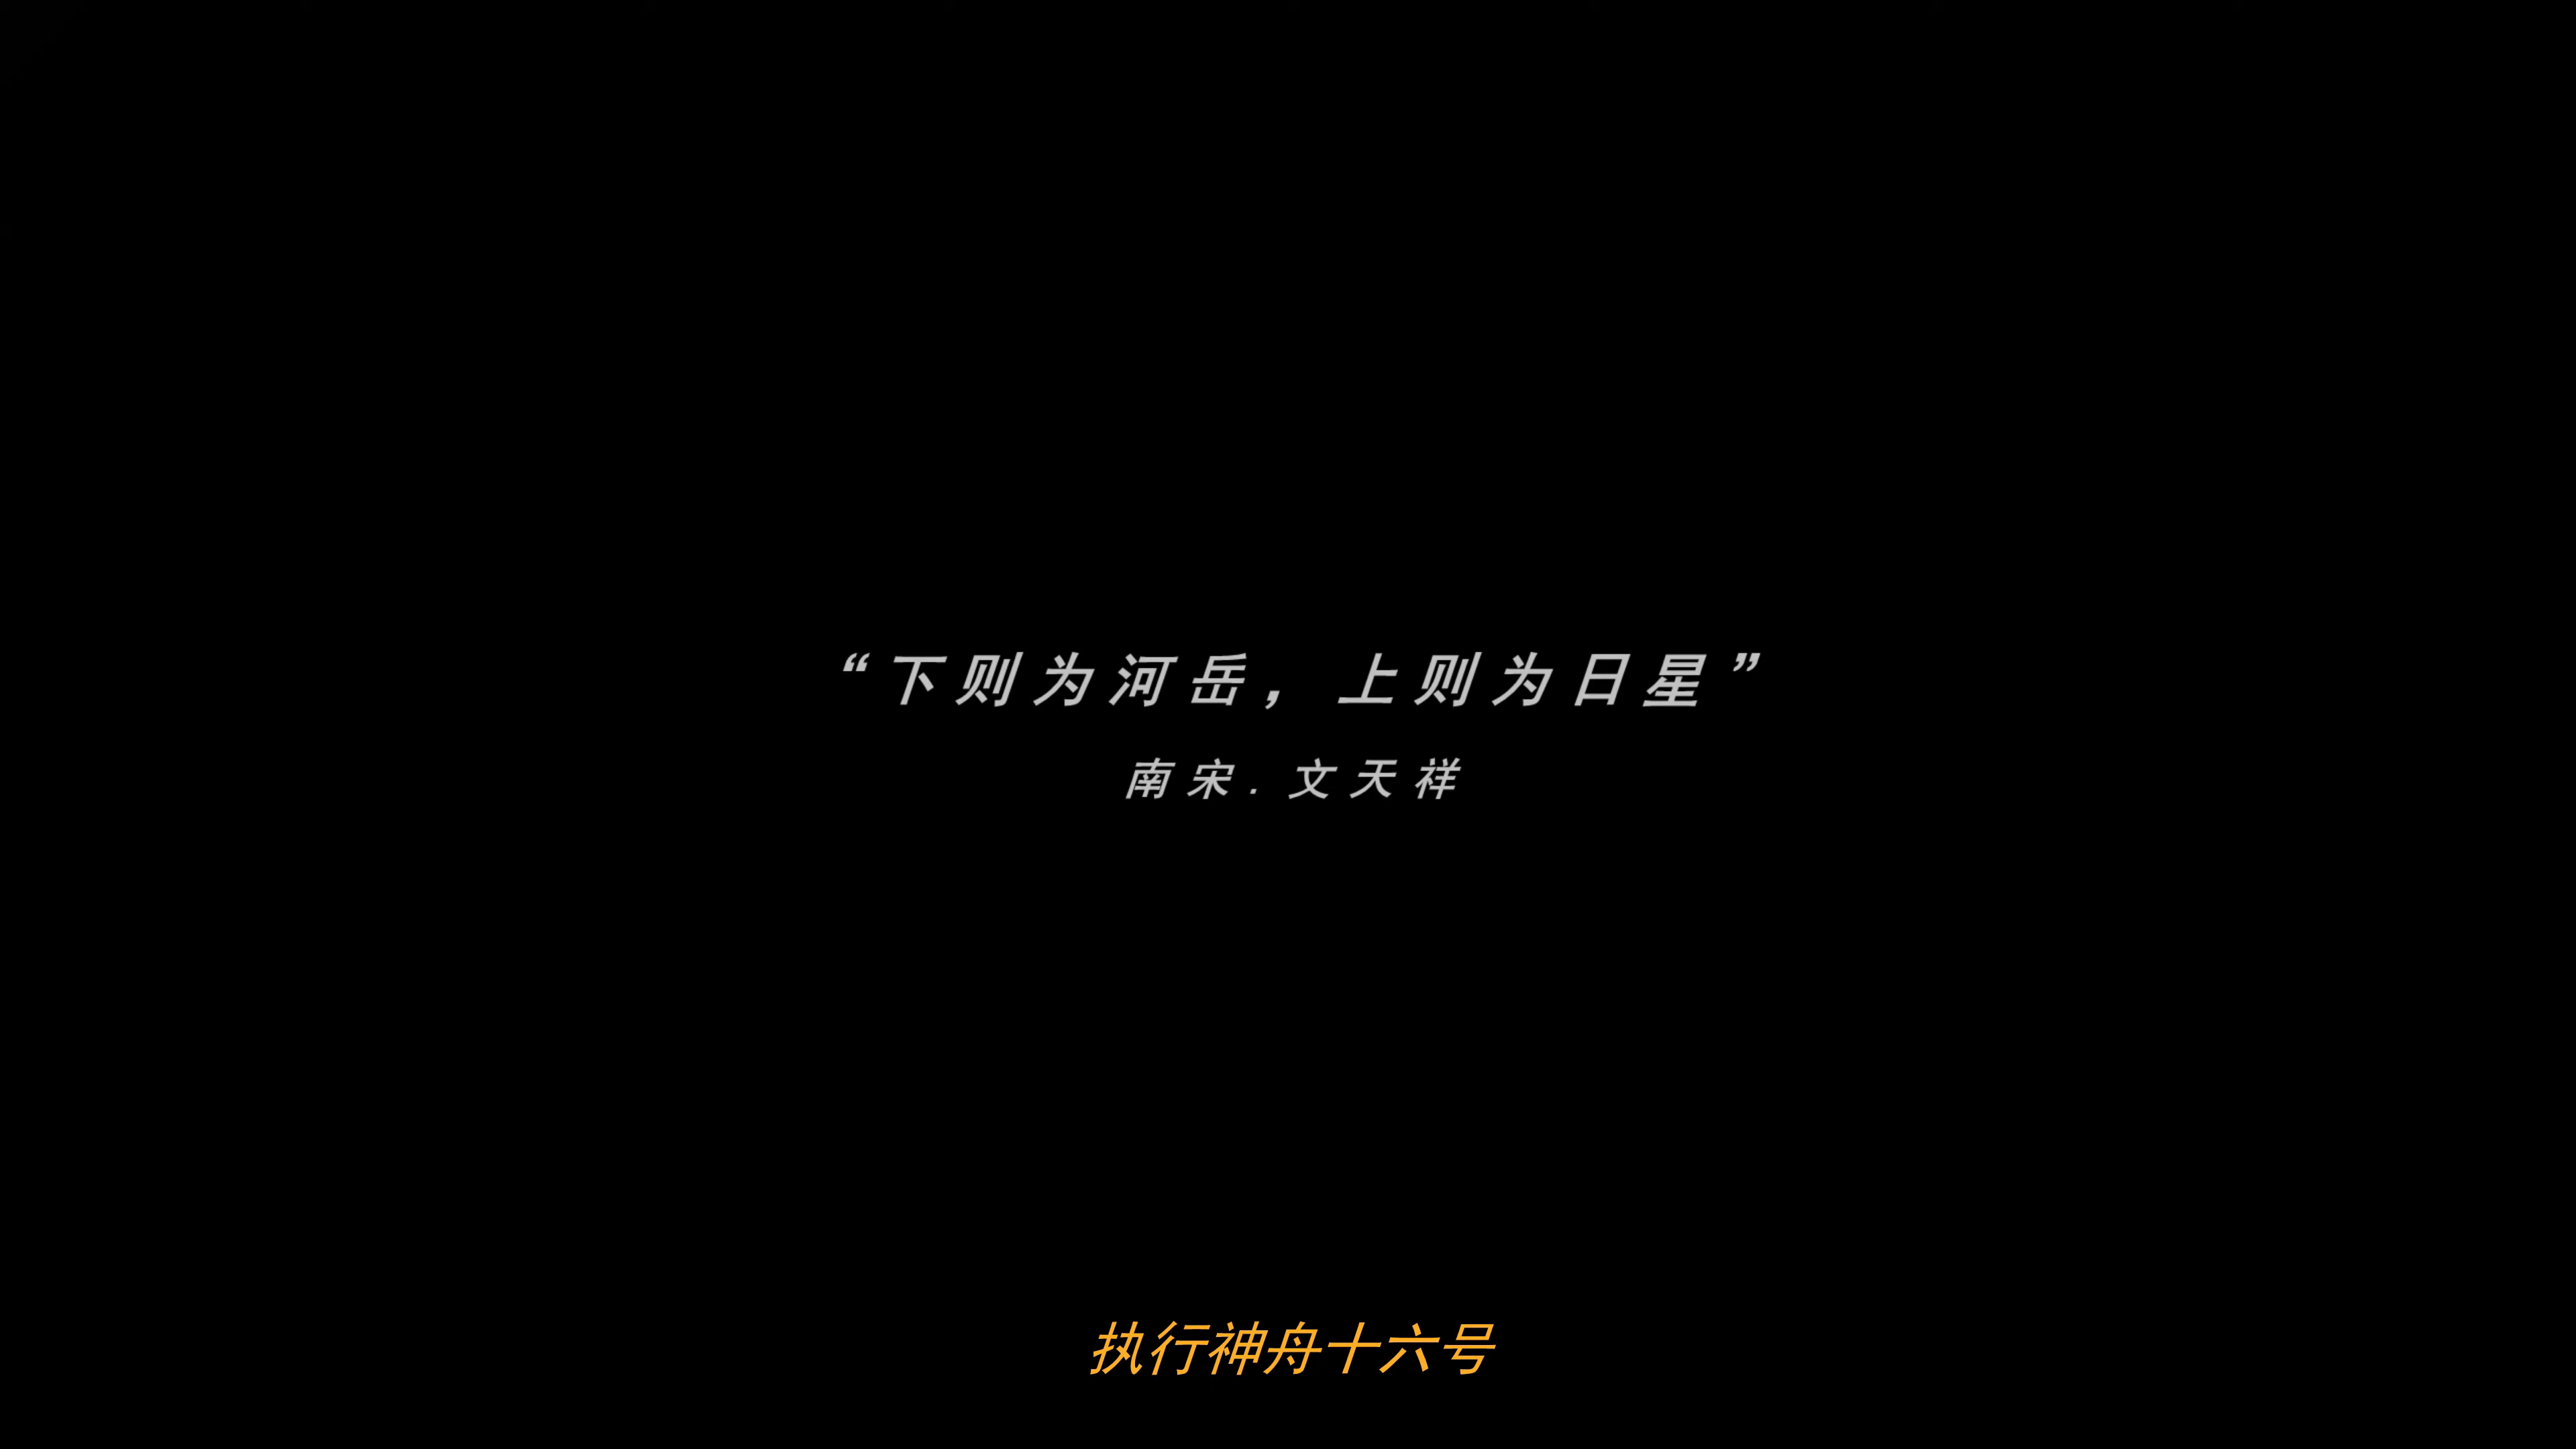 “下则为河岳，上则为日星”
南宋.文天祥
执行神舟十六号